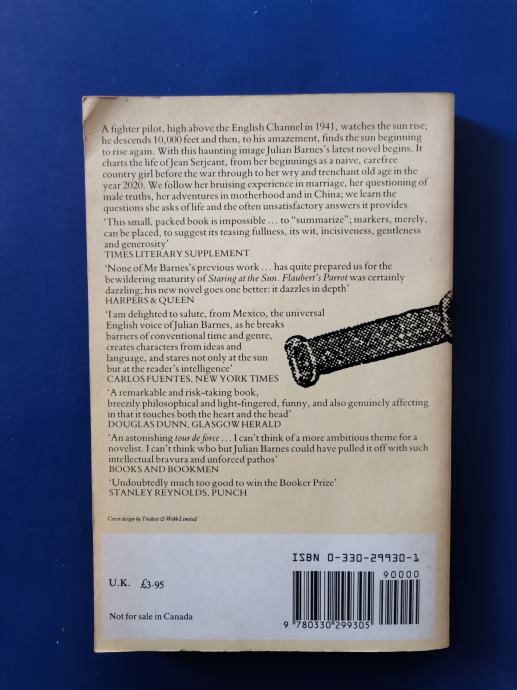 A fighter pilot, high above the English Channel in 1941, watches the sun rise;
he descends 10,000 feet and then, to his amazement, finds the sun beginning
to rise again. With this haunting image Julian Barnes's latest novel begins. It
charts the life of Jean Serjeant, from her beginnings as a naive, carefree
country girl before the war through to her wry and trenchant old age in the
year 2020. We follow her bruising experience in marriage, her questioning of
male truths, her adventures in motherhood and in China; we learn the
questions she asks of life and the often unsatisfactory answers it provides.
'This small, packed book is impossible ... to "summarize"; markers, merely,
can be placed, to suggest its teasing fullness, its wit, incisiveness, gentleness
and generosity'
TIMES LITERARY SUPPLEMENT
'None of Mr Barnes's previous work ... has quite prepared us for the
bewildering maturity of Staring at the Sun. Flaubert's Parrot was certainly
dazzling; his new novel goes one better: it dazzles in depth'
HARPERS & QUEEN
'I am delighted to salute, from Mexico, the universal
English voice of Julian Barnes, as he breaks
barriers of conventional time and genre,
creates characters from ideas and
language, and stares not only at the sun
but at the reader's intelligence'
CARLOS FUENTES, NEW YORK TIMES
'A remarkable and risk-taking book,
breezily philosophical and light-fingered, funny, and also genuinely affecting
in that it touches both the heart and the head'
DOUGLAS DUNN, GLASGOW HERALD
'An astonishing tour de force ... I can't think of a more ambitious theme for a
novelist. I can't think who but Julian Barnes could have pulled it off with such
intellectual bravura and unforced pathos'
BOOKS AND BOOKMEN
'Undoubtedly much too good to win the Booker Prize'
STANLEY REYNOLDS, PUNCH
Cover design by Trickett & Webb Limited
ISBN 0-330-29930-1
90000
U.K. £3·95
Not for sale in Canada
9 780330 299305